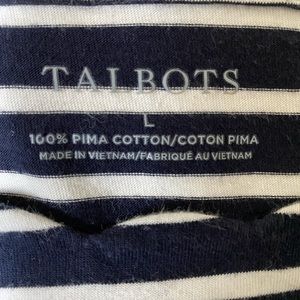 TALBOTS
L
100% PIMA COTTON/COTON PIMA
MADE IN VIETNAM/FABRIQUÉ AU VIETNAM